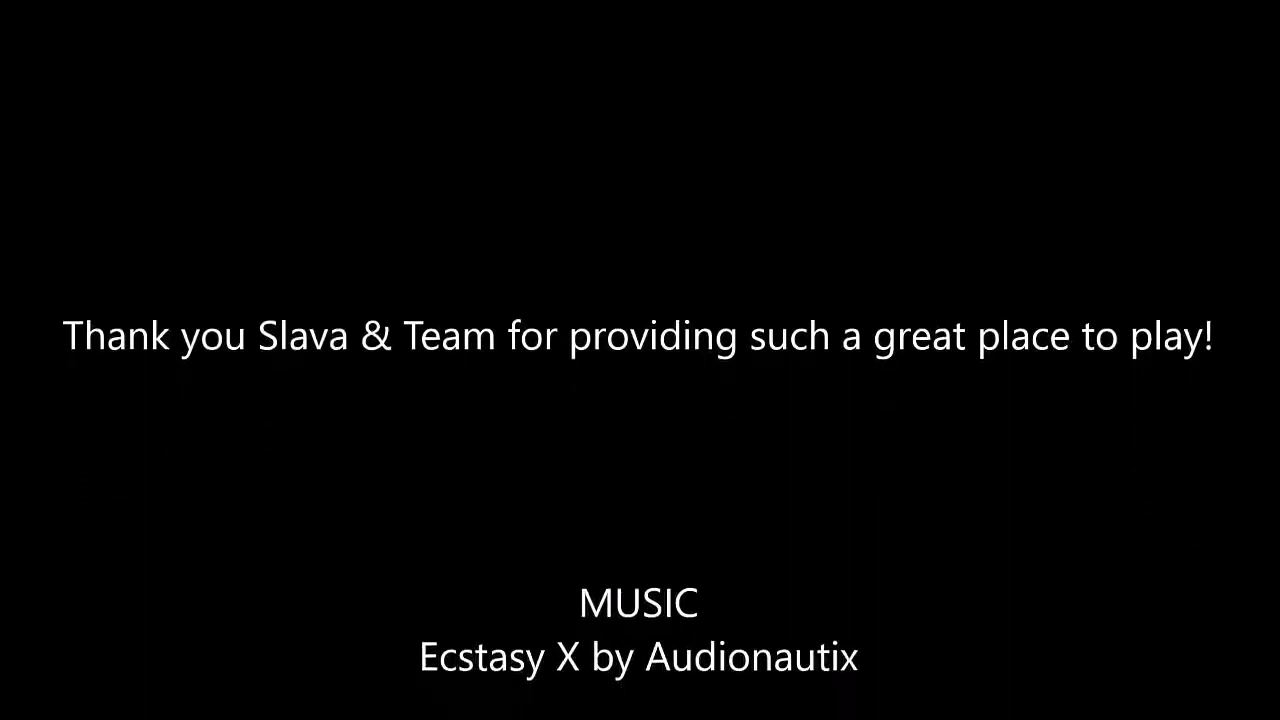 Thank you Slava & Team for providing such a great place to play!
MUSIC
Ecstasy X by Audionautix